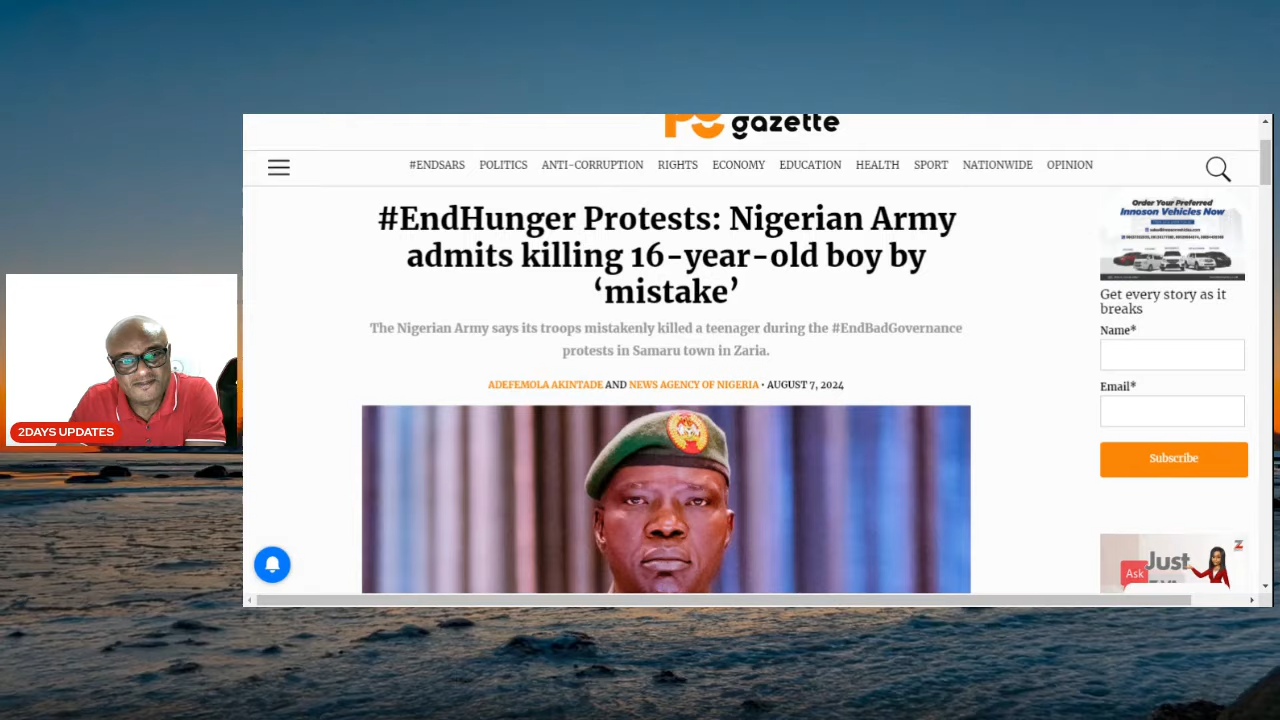 gazette
#ENDSARS POLITICS ANTI-CORRUPTION RIGHTS ECONOMY EDUCATION HEALTH SPORT NATIONWIDE OPINION
#EndHunger Protests: Nigerian Army
admits killing 16-year-old boy by
‘mistake’
The Nigerian Army says its troops mistakenly killed a teenager during the #EndBadGovernance
protests in Samaru town in Zaria.
ADEFEMOLA AKINTADE AND NEWS AGENCY OF NIGERIA • AUGUST 7, 2024
Order Your Preferred
Innoson Vehicles Now
Get every story as it
breaks
Name*
Email*
Subscribe
Just
Ask
Z
2DAYS UPDATES